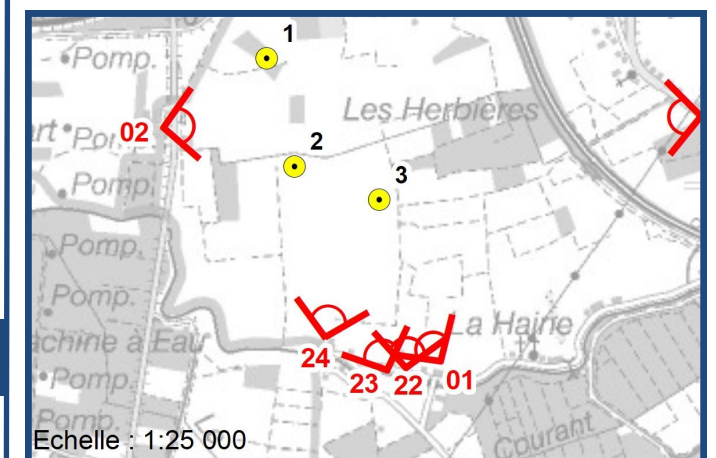 1
Pomp.
02
Les Herbières
art
2
Pomp.
3
Pomp.
Pomp.
La Haine
achine à Eau
24
23
22
01
Pomp.
Pomp.
Courant
Echelle : 1:25 000